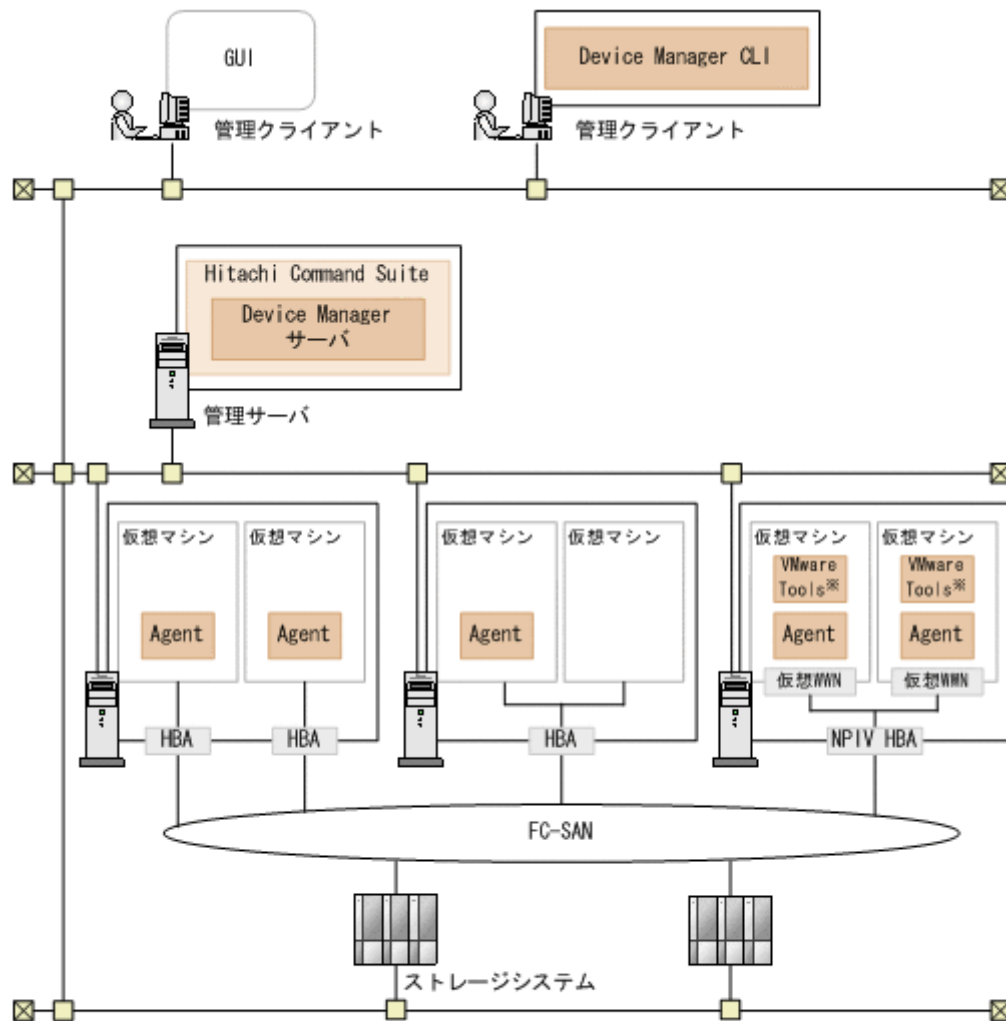 GUI
Device Manager CLI
管理クライアント
管理クライアント
Hitachi Command Suite
Device Manager
サーバ
管理サーバ
仮想マシン
仮想マシン
仮想マシン
仮想マシン
仮想マシン
仮想マシン
VMware
Tools※
VMware
Tools※
Agent
Agent
Agent
Agent
Agent
仮想WWN
仮想WWN
HBA
HBA
HBA
NPIV HBA
FC-SAN
ストレージシステム